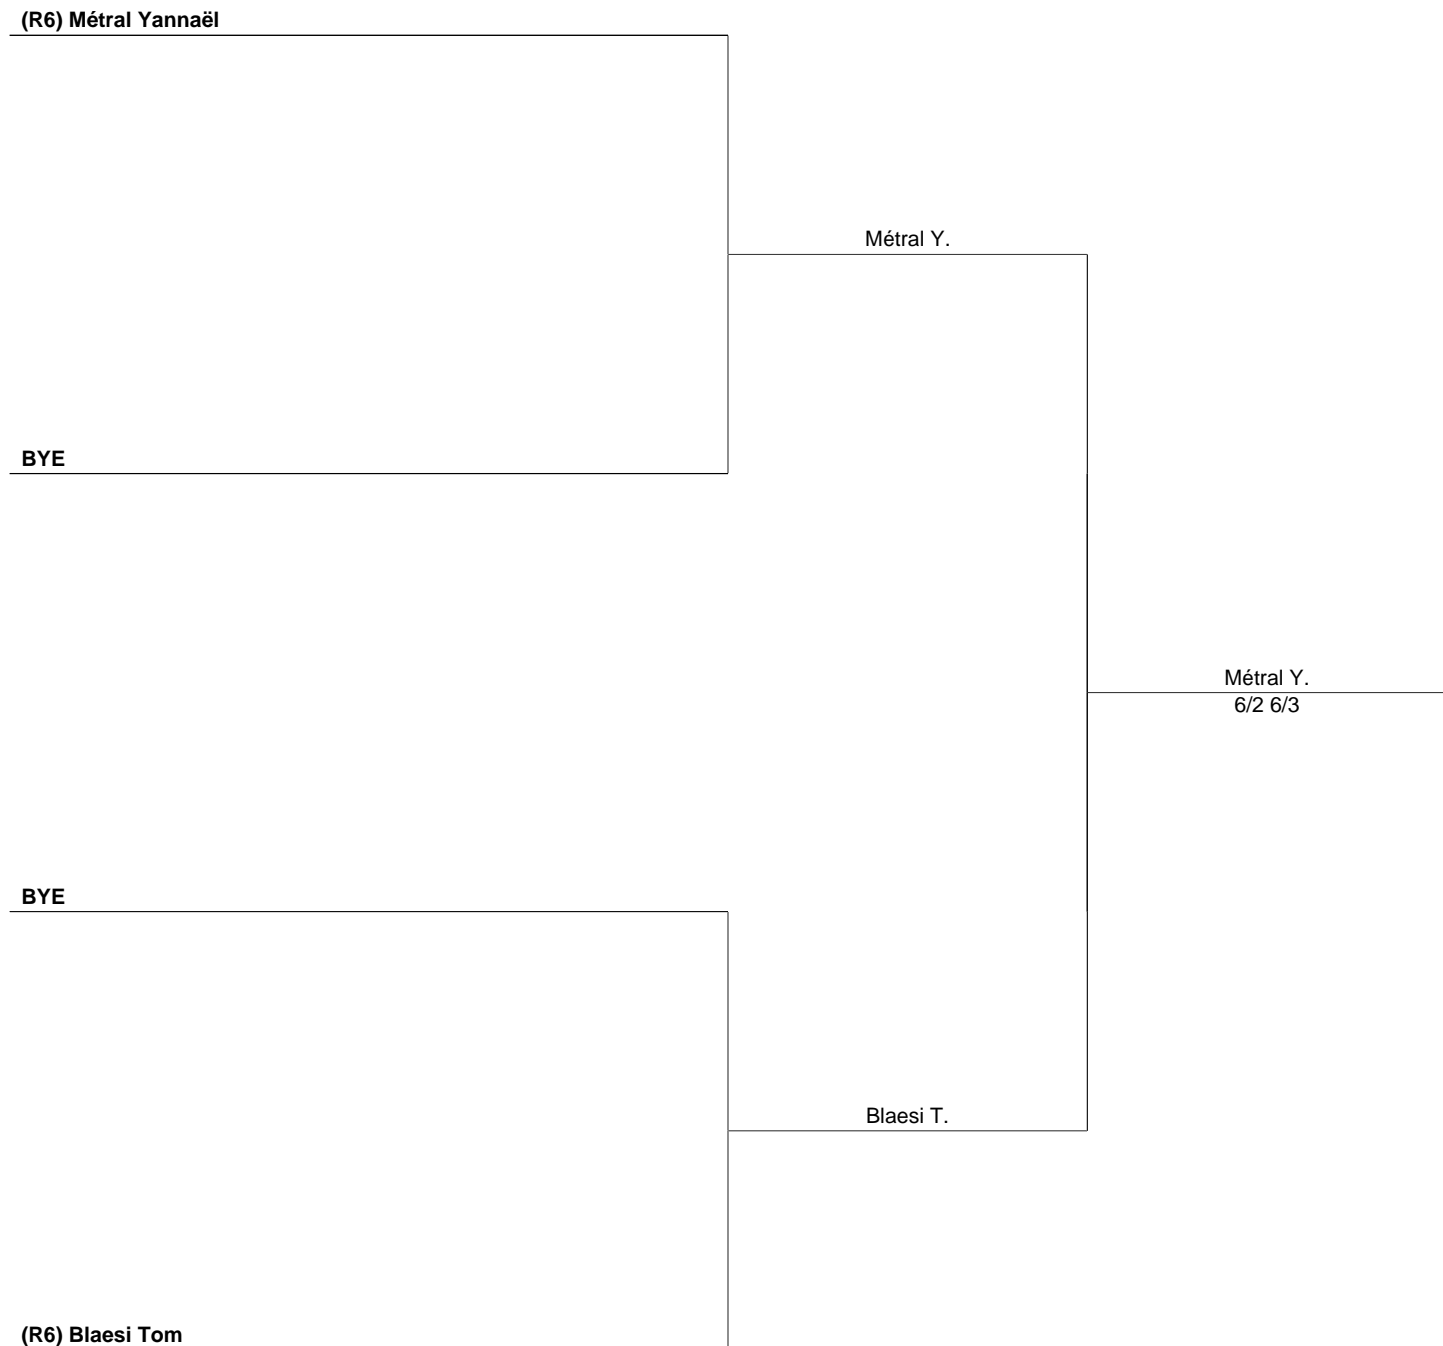 (R6) Métral Yannaël
Métral Y.
BYE
Métral Y.
6/2 6/3
BYE
Blaesi T.
(R6) Blaesi Tom